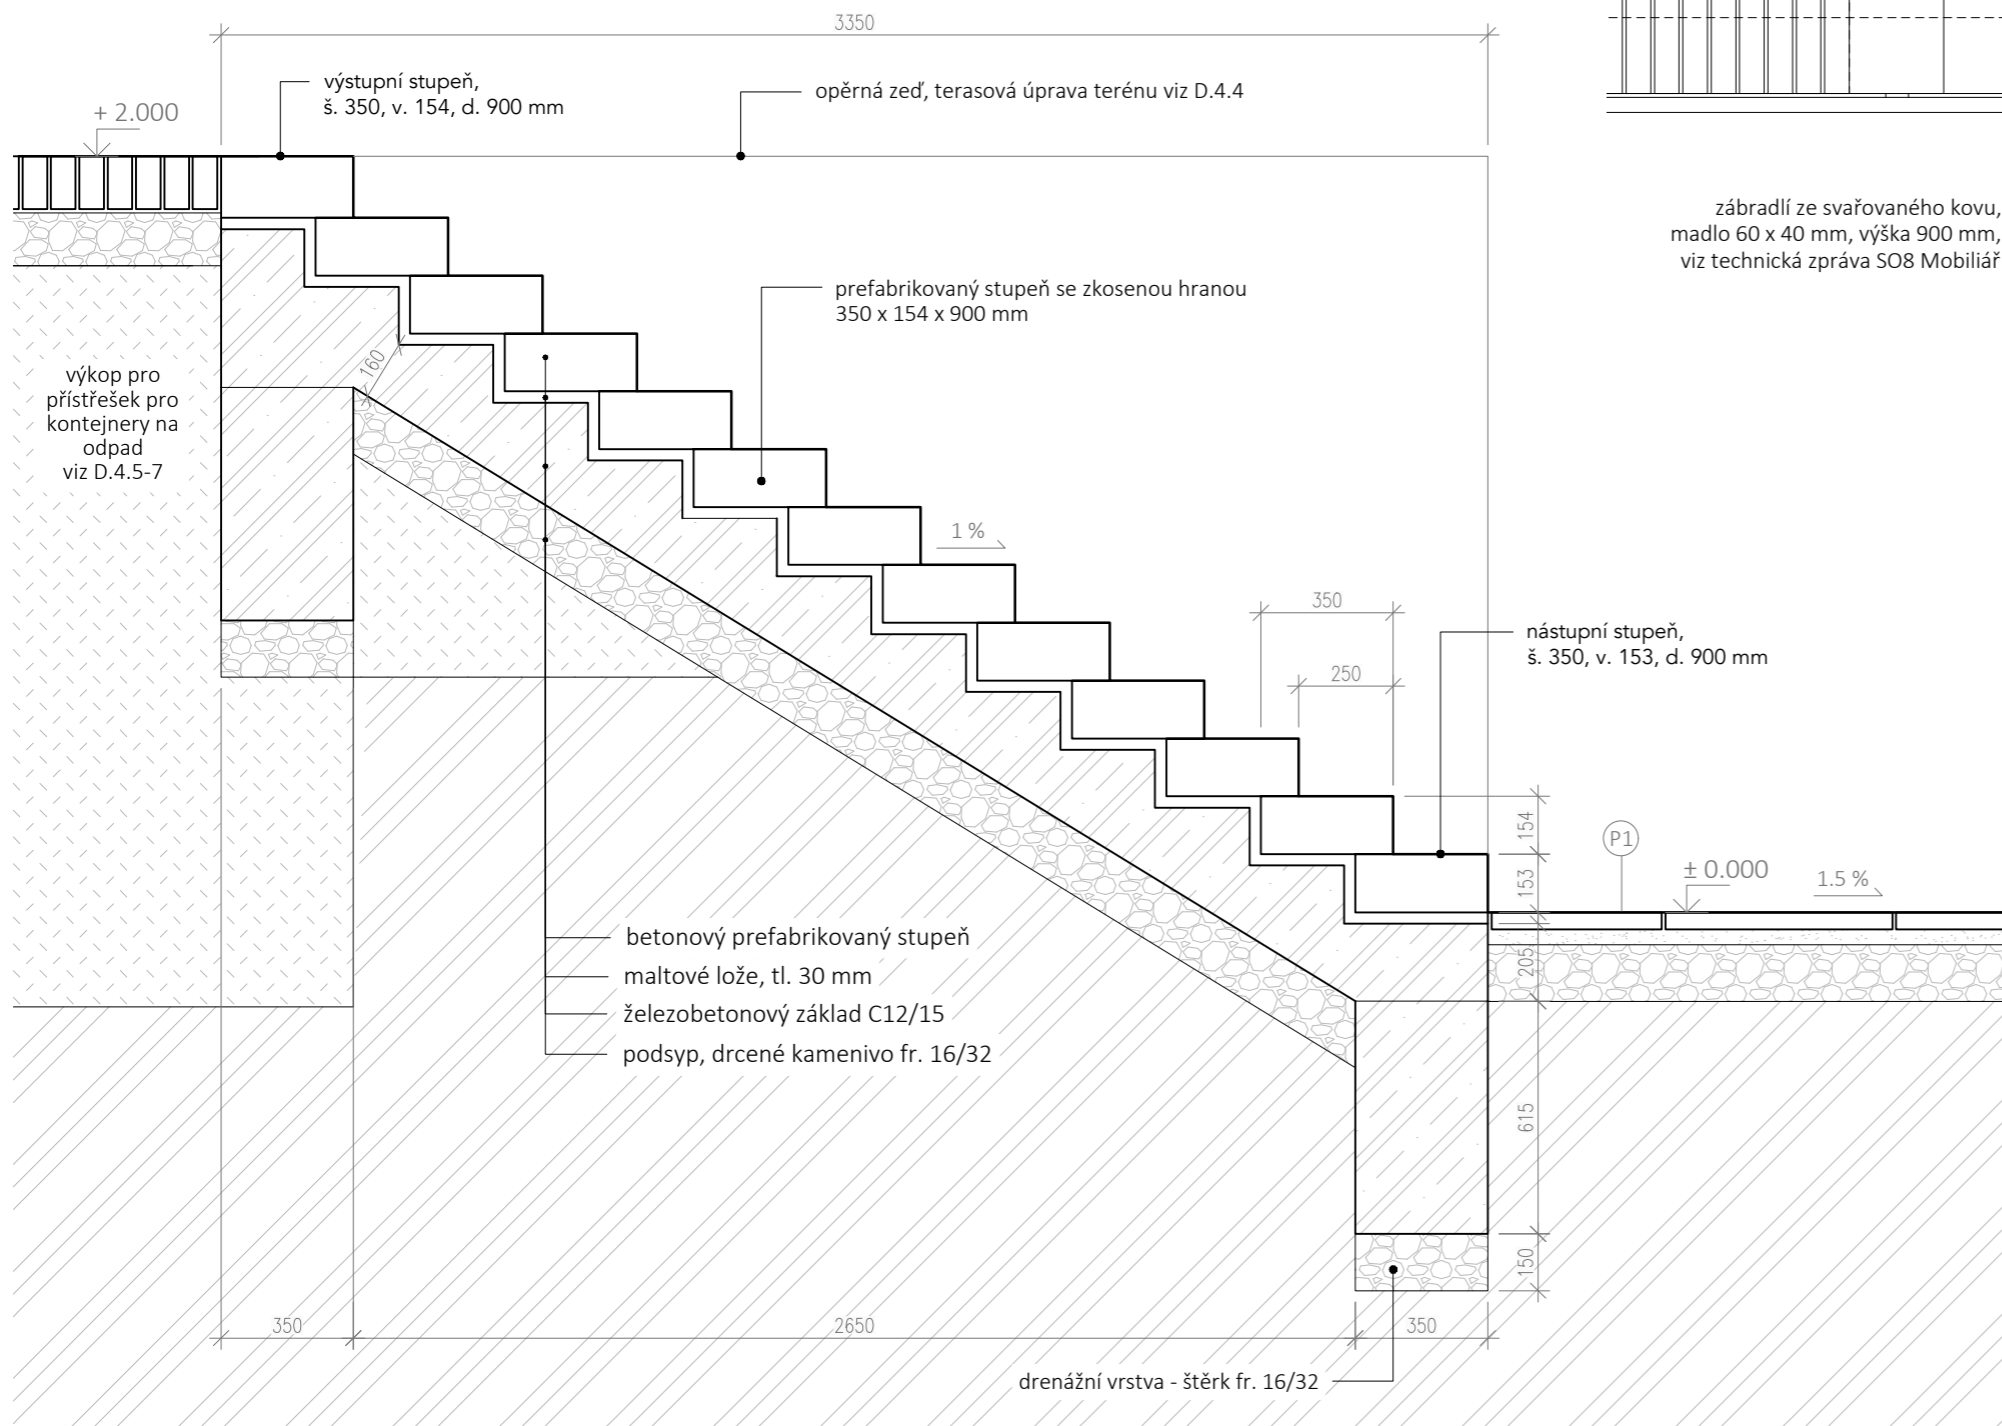 3350
výstupní stupeň,
š. 350, v. 154, d. 900 mm
opěrná zeď, terasová úprava terénu viz D.4.4
+ 2.000
zábradlí ze svařovaného kovu,
madlo 60 x 40 mm, výška 900 mm,
viz technická zpráva SO8 Mobiliář
prefabrikovaný stupeň se zkosenou hranou
350 x 154 x 900 mm
160
výkop pro
přístřešek pro
kontejnery na
odpad
viz D.4.5-7
1 %
350
250
nástupní stupeň,
š. 350, v. 153, d. 900 mm
154
153
205
615
150
P1
± 0.000
1.5 %
betonový prefabrikovaný stupeň
maltové lože, tl. 30 mm
železobetonový základ C12/15
podsyp, drcené kamenivo fr. 16/32
350
2650
350
drenážní vrstva - štěrk fr. 16/32